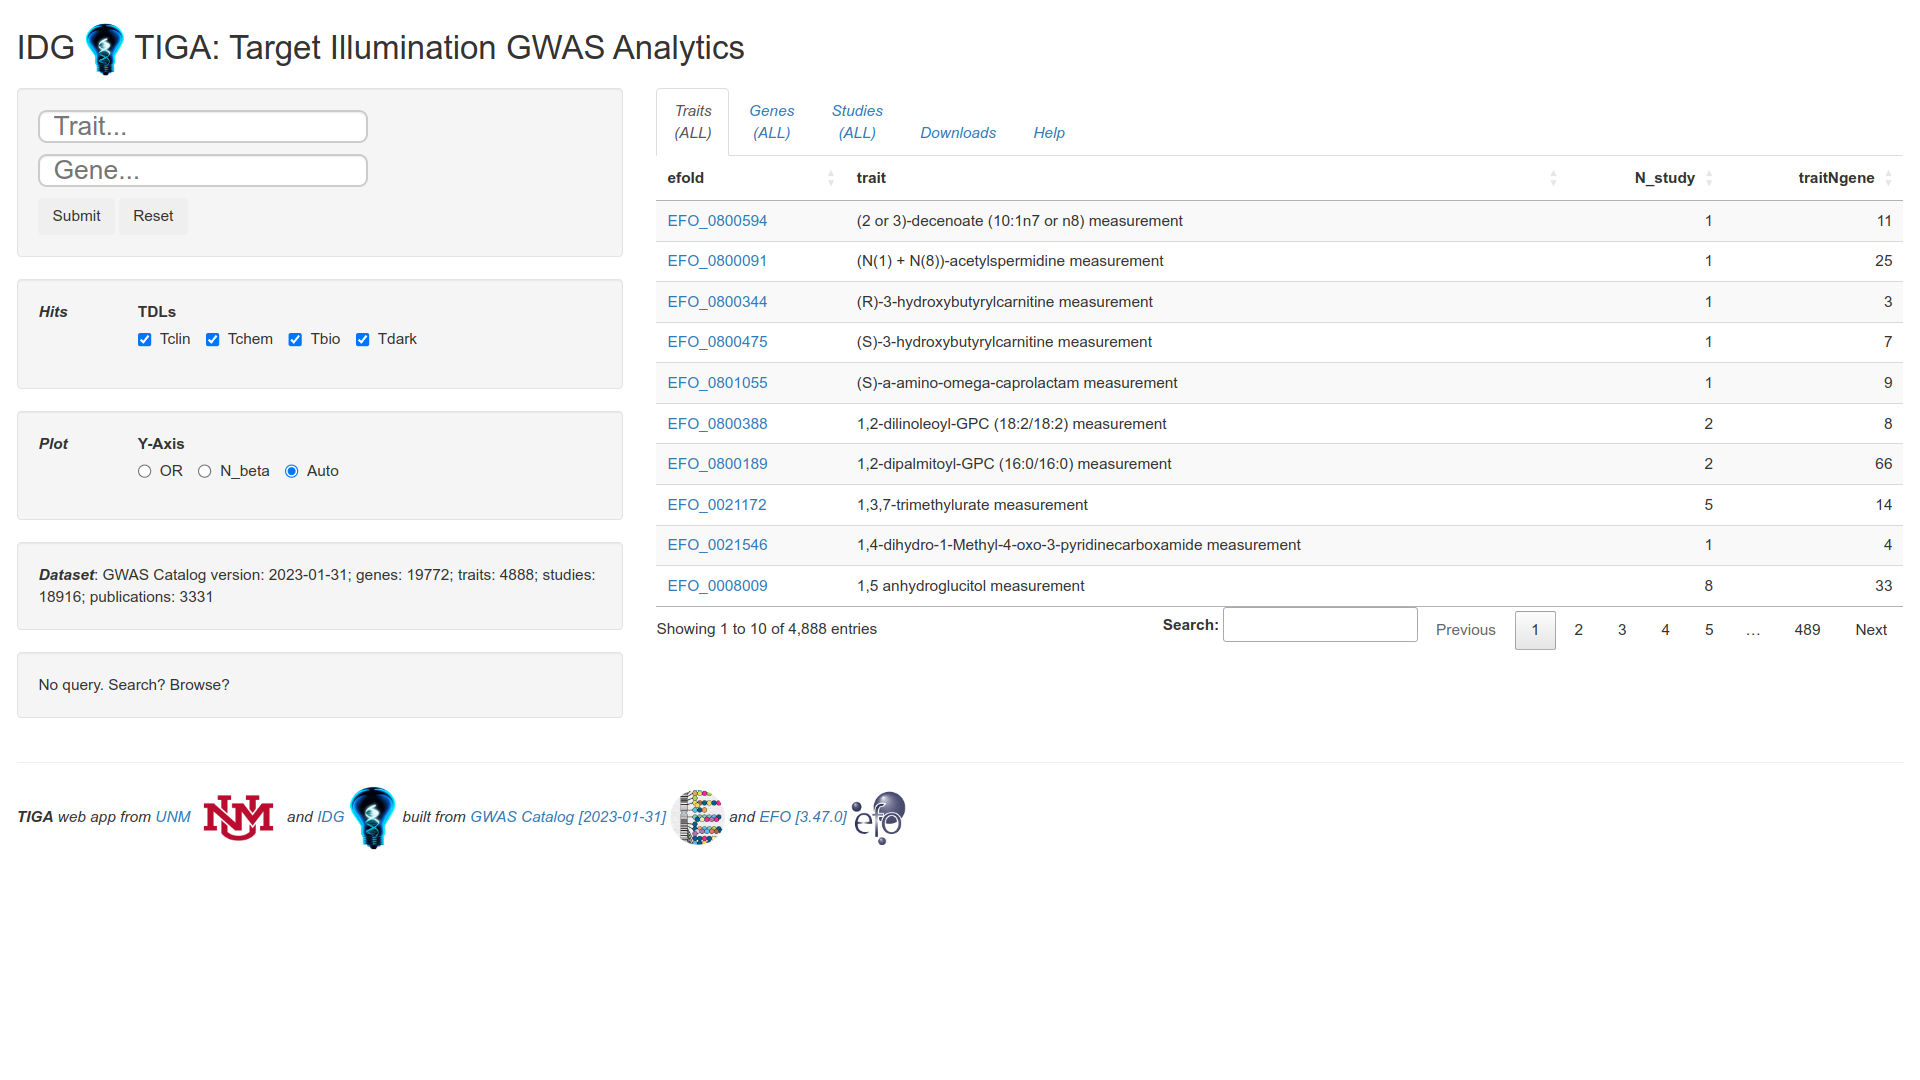 IDG TIGA: Target Illumination GWAS Analytics
Trait...
Gene...
Submit Reset
Hits TDLs
Tclin Tchem Tbio Tdark
Plot Y-Axis
OR N_beta Auto
Dataset: GWAS Catalog version: 2023-01-31; genes: 19772; traits: 4888; studies:
18916; publications: 3331
No query. Search? Browse?
Traits (ALL) Genes (ALL) Studies (ALL) Downloads Help
efoId trait N_study traitNgene
EFO_0800594 (2 or 3)-decenoate (10:1n7 or n8) measurement 1 11
EFO_0800091 (N(1) + N(8))-acetylspermidine measurement 1 25
EFO_0800344 (R)-3-hydroxybutyrylcarnitine measurement 1 3
EFO_0800475 (S)-3-hydroxybutyrylcarnitine measurement 1 7
EFO_0801055 (S)-a-amino-omega-caprolactam measurement 1 9
EFO_0800388 1,2-dilinoleoyl-GPC (18:2/18:2) measurement 2 8
EFO_0800189 1,2-dipalmitoyl-GPC (16:0/16:0) measurement 2 66
EFO_0021172 1,3,7-trimethylurate measurement 5 14
EFO_0021546 1,4-dihydro-1-Methyl-4-oxo-3-pyridinecarboxamide measurement 1 4
EFO_0008009 1,5 anhydroglucitol measurement 8 33
Showing 1 to 10 of 4,888 entries Search: Previous 1 2 3 4 5 … 489 Next
TIGA web app from UNM NM and IDG built from GWAS Catalog [2023-01-31] and EFO [3.47.0] efo